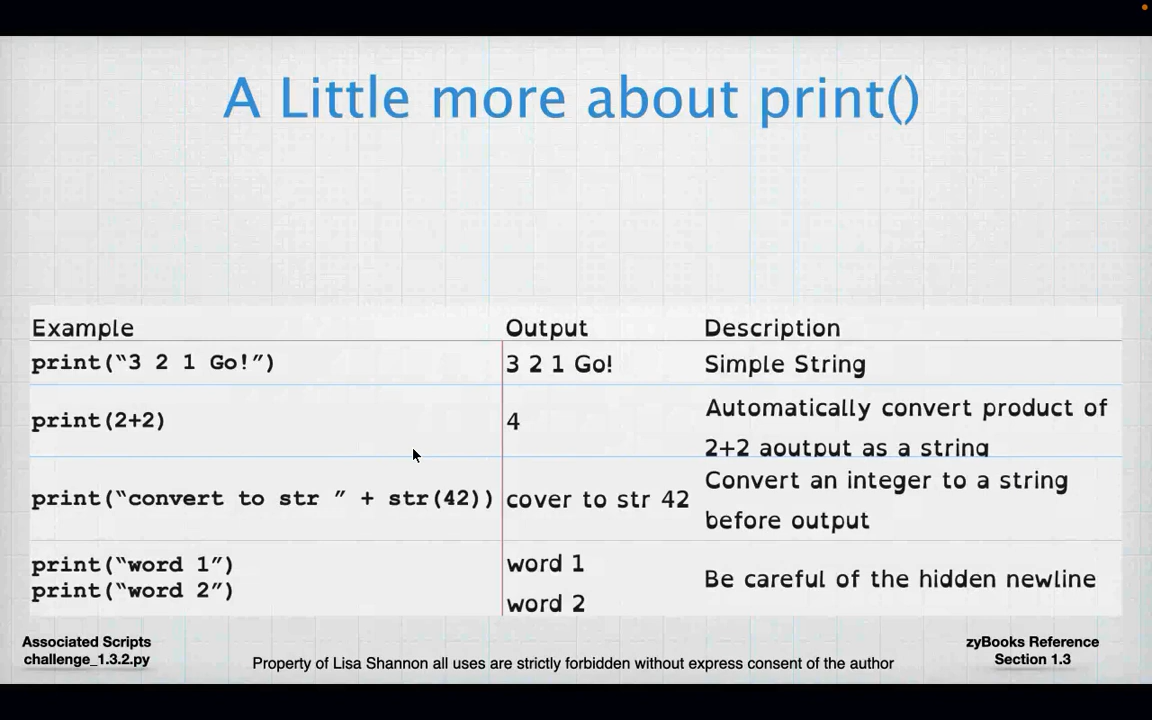 A Little more about print()
Example Output Description
print(“3 2 1 Go!”) 3 2 1 Go! Simple String
print(2+2) 4 Automatically convert product of
2+2 aoutput as a string
print(“convert to str ” + str(42)) cover to str 42 Convert an integer to a string
before output
print(“word 1”) word 1
print(“word 2”) word 2
Be careful of the hidden newline
Associated Scripts
challenge_1.3.2.py
Property of Lisa Shannon all uses are strictly forbidden without express consent of the author
zyBooks Reference
Section 1.3